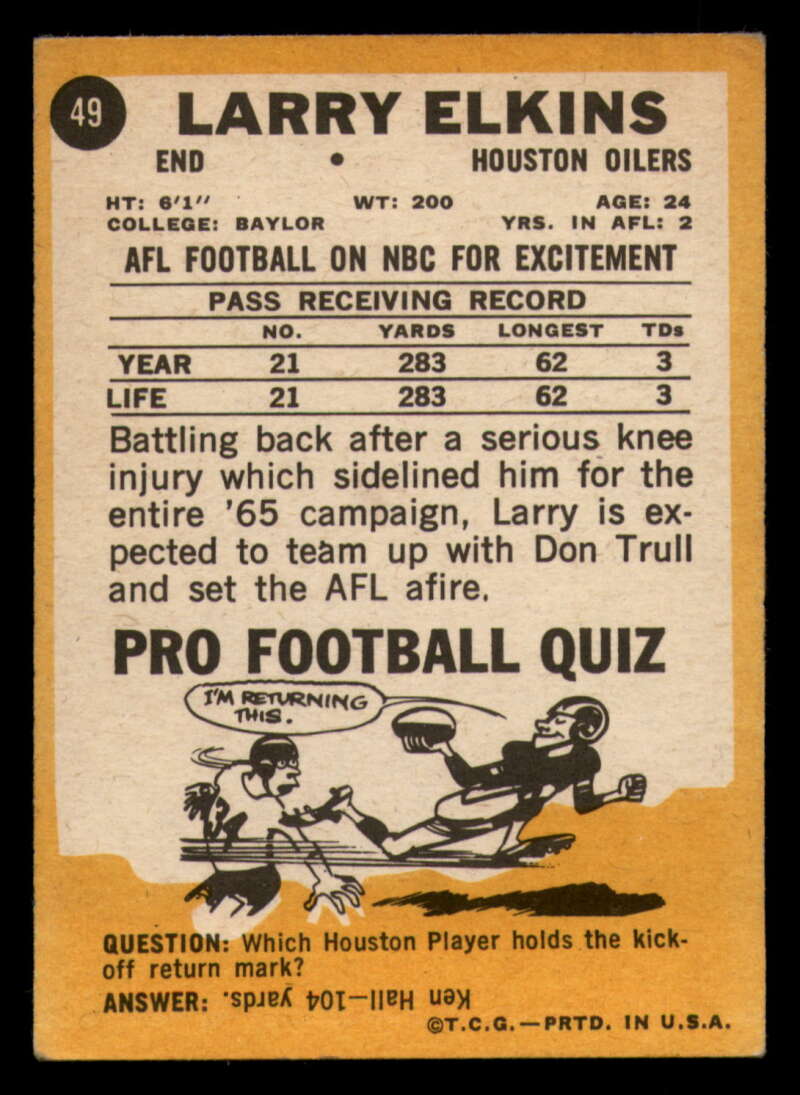 49
LARRY ELKINS
END • HOUSTON OILERS
HT: 6'1" WT: 200 AGE: 24
COLLEGE: BAYLOR YRS. IN AFL: 2
AFL FOOTBALL ON NBC FOR EXCITEMENT
PASS RECEIVING RECORD
NO. YARDS LONGEST TDs
YEAR 21 283 62 3
LIFE 21 283 62 3
Battling back after a serious knee
injury which sidelined him for the
entire '65 campaign, Larry is ex-
pected to team up with Don Trull
and set the AFL afire.
PRO FOOTBALL QUIZ
I'M RETURNING
THIS.
QUESTION: Which Houston Player holds the kick-
off return mark?
ANSWER: Ken Hall—104 yards.
©T.C.G.—PRTD. IN U.S.A.